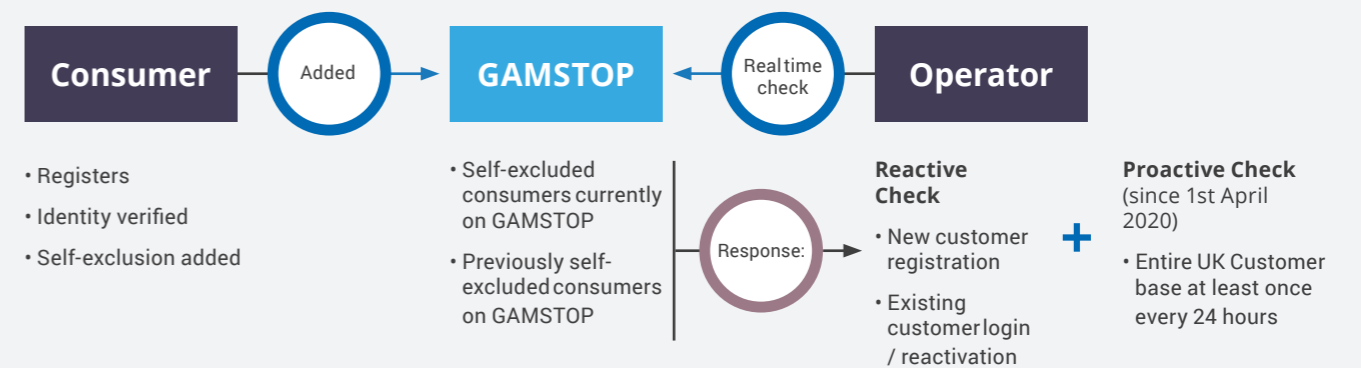 Consumer
Added
GAMSTOP
Real time
check
Operator
• Registers
• Identity verified
• Self-exclusion added
• Self-excluded
consumers currently
on GAMSTOP
• Previously self-
excluded consumers
on GAMSTOP
Response:
Reactive
Check
• New customer
registration
• Existing
customer login
/ reactivation
+
Proactive Check
(since 1st April
2020)
• Entire UK Customer
base at least once
every 24 hours